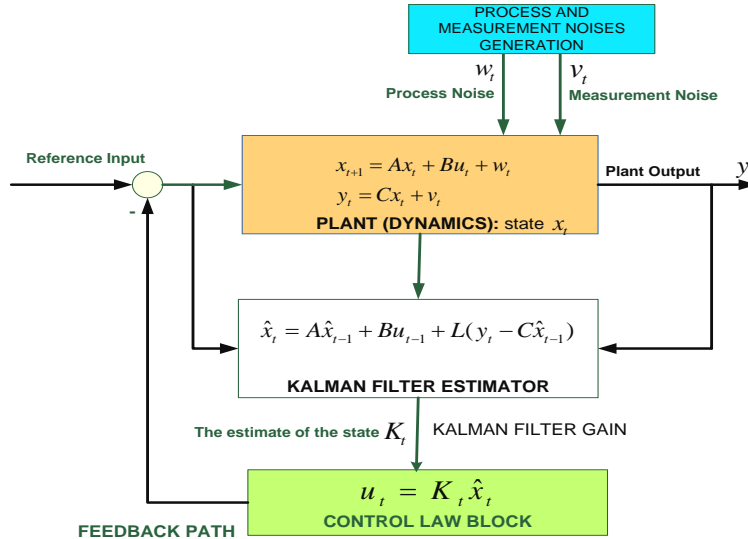 PROCESS AND
MEASUREMENT NOISES
GENERATION
w_t
v_t
Process Noise
Measurement Noise
Reference Input
x_{t+1} = Ax_t + Bu_t + w_t
y_t = Cx_t + v_t
PLANT (DYNAMICS): state x_t
Plant Output
y
-
x̂_t = Ax̂_{t-1} + Bu_{t-1} + L(y_t - Cx̂_{t-1})
KALMAN FILTER ESTIMATOR
The estimate of the state K_t
KALMAN FILTER GAIN
u_t = K_t x̂_t
CONTROL LAW BLOCK
FEEDBACK PATH